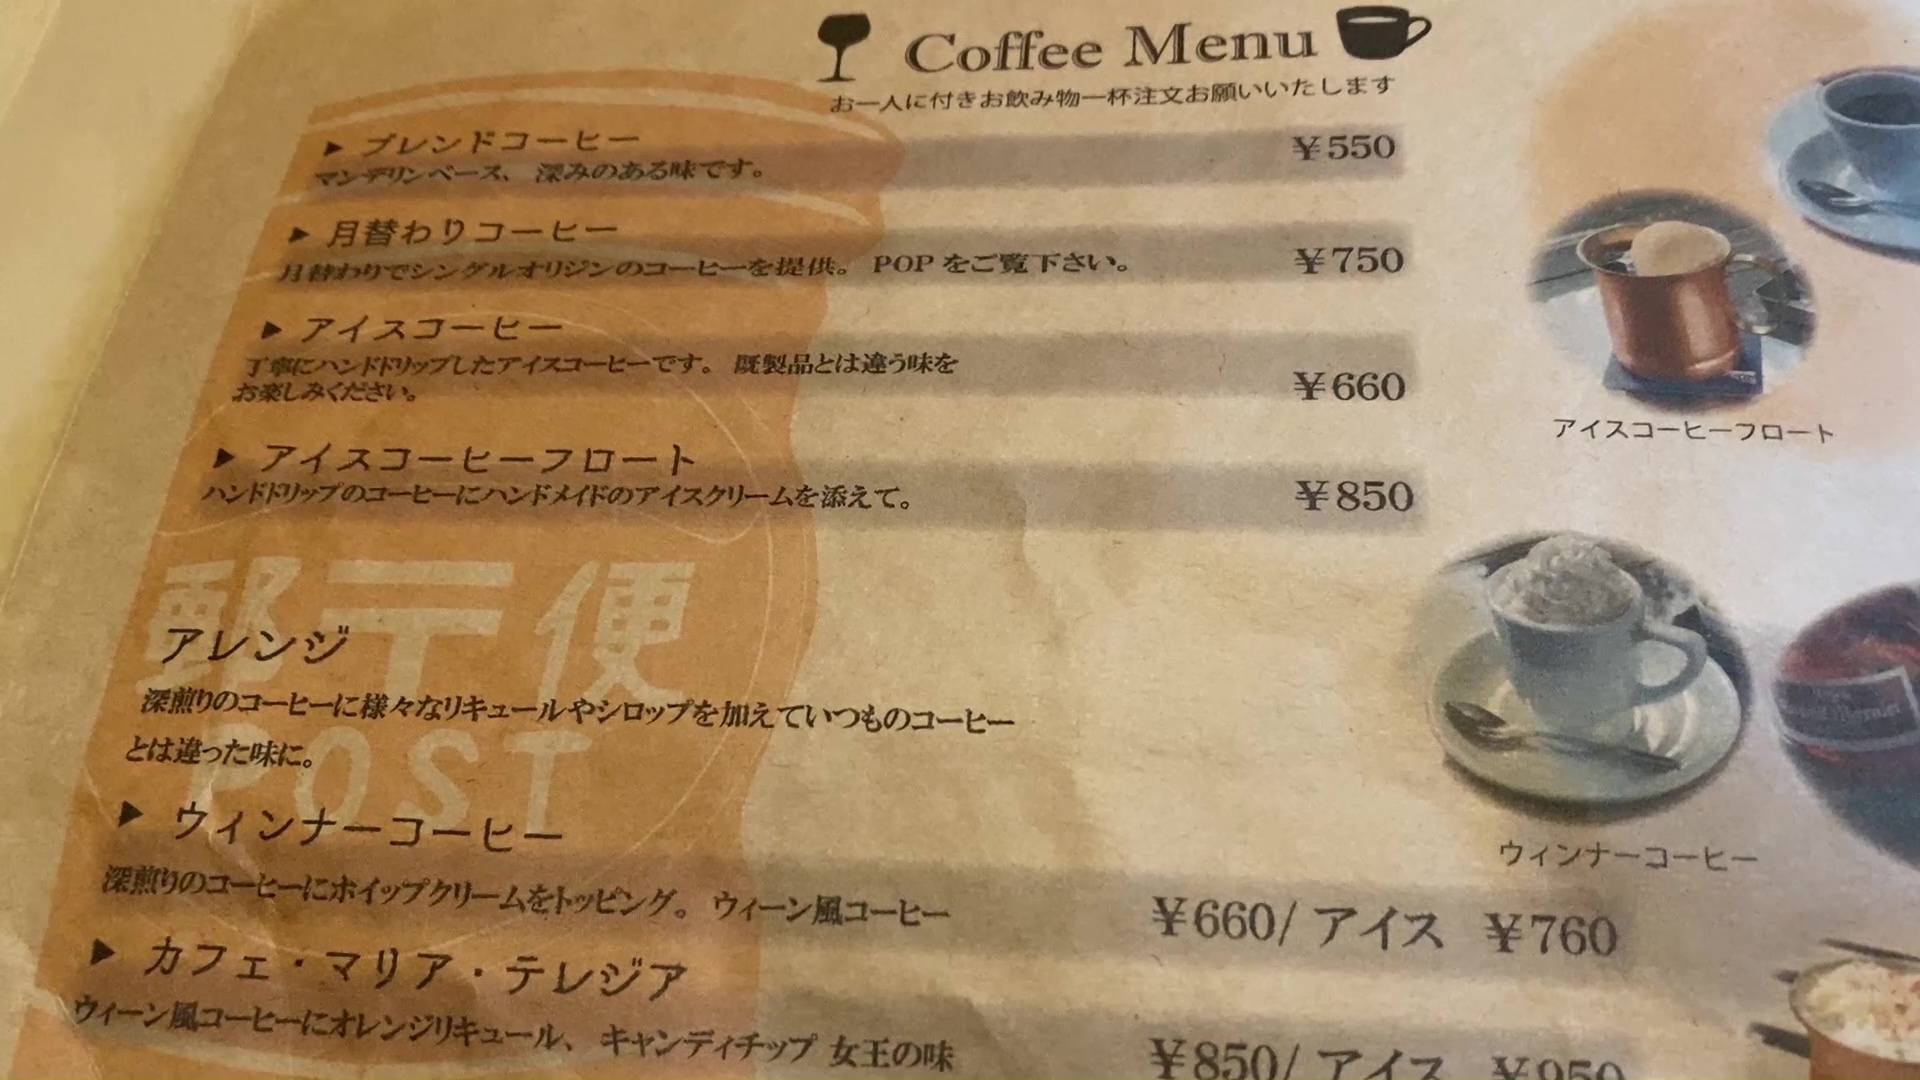 Coffee Menu
お一人に付きお飲み物一杯注文お願いいたします
▶ ブレンドコーヒー
マンデリンベース、 深みのある味です。 ¥550
▶ 月替わりコーヒー
月替わりでシングルオリジンのコーヒーを提供。 POP をご覧下さい。 ¥750
▶ アイスコーヒー
丁寧にハンドドリップしたアイスコーヒーです。 既製品とは違う味を
お楽しみください。 ¥660
アイスコーヒーフロート
▶ アイスコーヒーフロート
ハンドドリップのコーヒーにハンドメイドのアイスクリームを添えて。 ¥850
郵〒便
アレンジ
深煎りのコーヒーに様々なリキュールやシロップを加えていつものコーヒー
とは違った味に。
POST
▶ ウィンナーコーヒー
ウィンナーコーヒー
深煎りのコーヒーにホイップクリームをトッピング。 ウィーン風コーヒー ¥660/ アイス ¥760
▶ カフェ・マリア・テレジア
ウィーン風コーヒーにオレンジリキュール、 キャンディチップ 女王の味 ¥850/ アイス ¥950